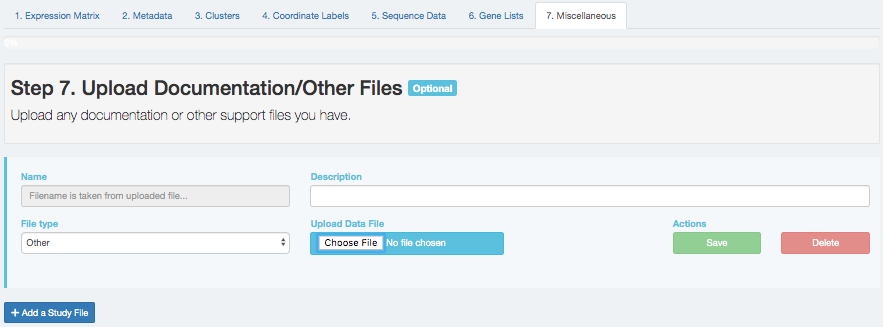 1. Expression Matrix 2. Metadata 3. Clusters 4. Coordinate Labels 5. Sequence Data 6. Gene Lists 7. Miscellaneous
0%
Step 7. Upload Documentation/Other Files Optional
Upload any documentation or other support files you have.
Name Description
Filename is taken from uploaded file...
File type Upload Data File Actions
Other Choose File No file chosen Save Delete
+ Add a Study File